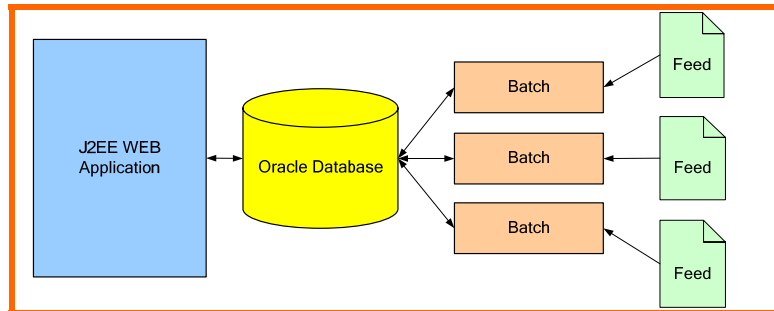 J2EE WEB
Application
Oracle Database
Batch
Batch
Batch
Feed
Feed
Feed